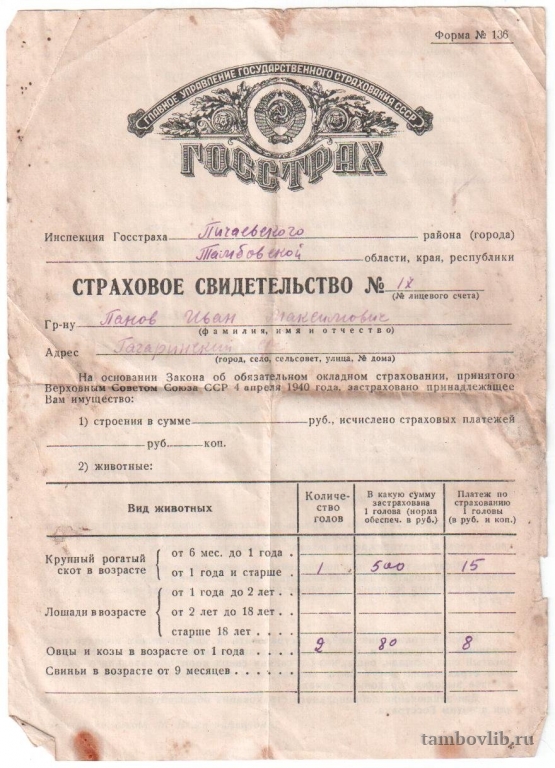 Форма № 136
ГЛАВНОЕ УПРАВЛЕНИЕ ГОСУДАРСТВЕННОГО СТРАХОВАНИЯ СССР
ГОССТРАХ
Инспекция Госстраха Пичаевского района (города)
Тамбовской области, края, республики
СТРАХОВОЕ СВИДЕТЕЛЬСТВО №
(№ лицевого счета)
Гр-ну Панов Иван Максимович
(фамилия, имя и отчество)
Адрес Гагаринский
(город, село, сельсовет, улица, № дома)
На основании Закона об обязательном окладном страховании, принятого
Верховным Советом Союза ССР 4 апреля 1940 года, застраховано принадлежащее
Вам имущество:
1) строения в сумме руб., исчислено страховых платежей
руб. коп.
2) животные:
Вид животных Количество голов В какую сумму застрахована 1 голова (норма обеспеч. в руб.) Платеж по страхованию 1 головы (в руб. и коп.)
Крупный рогатый скот в возрасте от 6 мес. до 1 года
от 1 года и старше 1 500 15
Лошади в возрасте от 1 года до 2 лет
от 2 лет до 18 лет
старше 18 лет
Овцы и козы в возрасте от 1 года 2 80 8
Свиньи в возрасте от 9 месяцев
tambovlib.ru